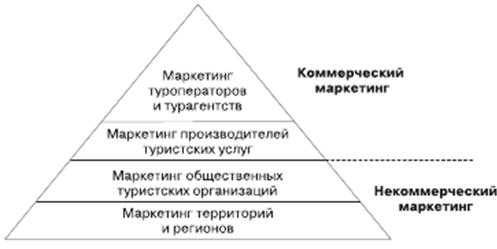 Маркетинг
туроператоров
и турагентств
Коммерческий
маркетинг
Маркетинг производителей
туристских услуг
Маркетинг общественных
туристских организаций
Некоммерческий
маркетинг
Маркетинг территорий
и регионов